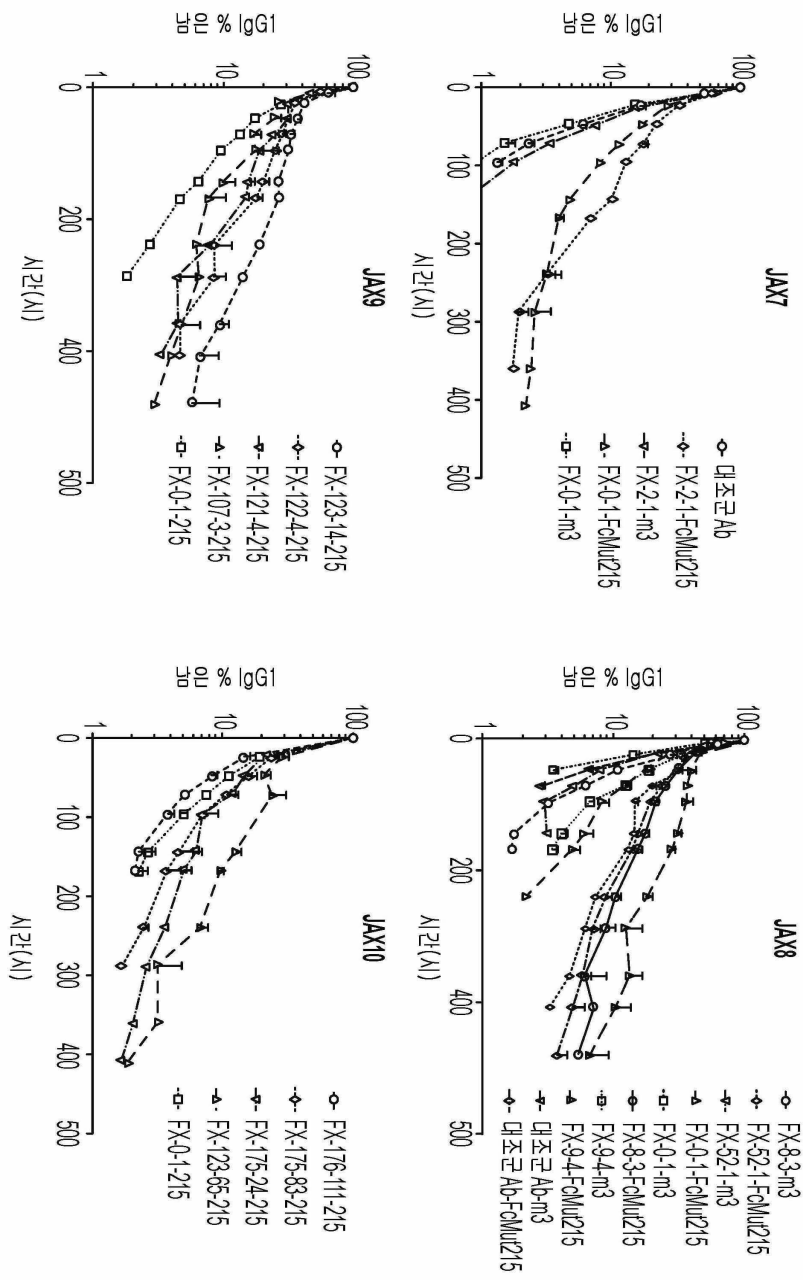 JAX7
남은 % IgG1
100
10
1
0
100
200
300
400
500
시간(시)
대조군 Ab
FX-2-1-FcMut215
FX-2-1-m3
FX-0-1-FcMut215
FX-0-1-m3
JAX8
남은 % IgG1
100
10
1
0
200
400
500
시간(시)
FX-8-3-m3
FX-52-1-FcMut215
FX-52-1-m3
FX-0-1-FcMut215
FX-0-1-m3
FX-8-3-FcMut215
FX-9-4-m3
FX-9-4-FcMut215
대조군 Ab-m3
대조군 Ab-FcMut215
JAX9
남은 % IgG1
100
10
1
0
200
400
500
시간(시)
FX-123-14-215
FX-122-4-215
FX-121-4-215
FX-107-3-215
FX-0-1-215
JAX10
남은 % IgG1
100
10
1
0
100
200
300
400
500
시간(시)
FX-176-111-215
FX-175-83-215
FX-175-24-215
FX-123-65-215
FX-0-1-215